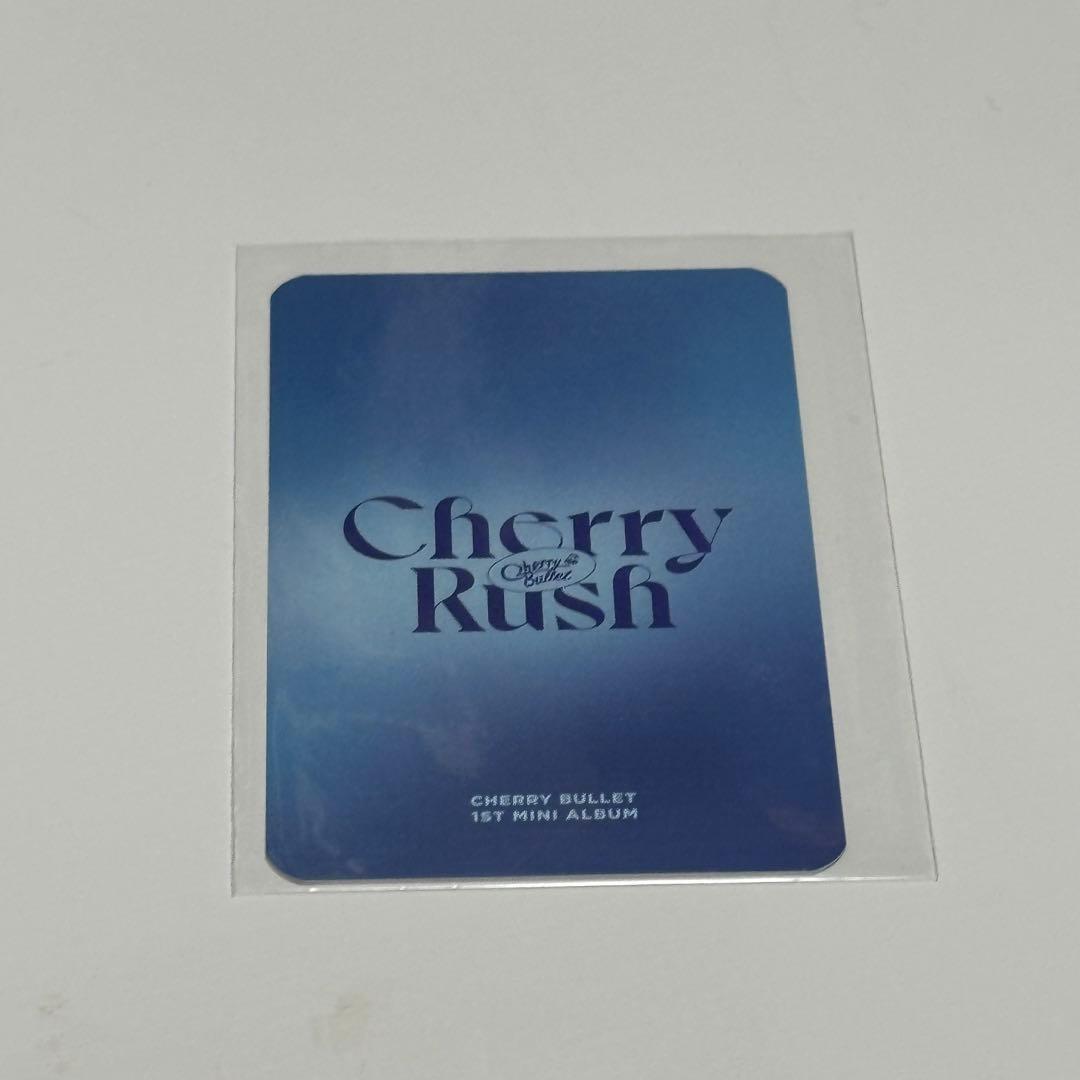 Cherry
Cherry
Bullet
Rush
CHERRY BULLET
1ST MINI ALBUM